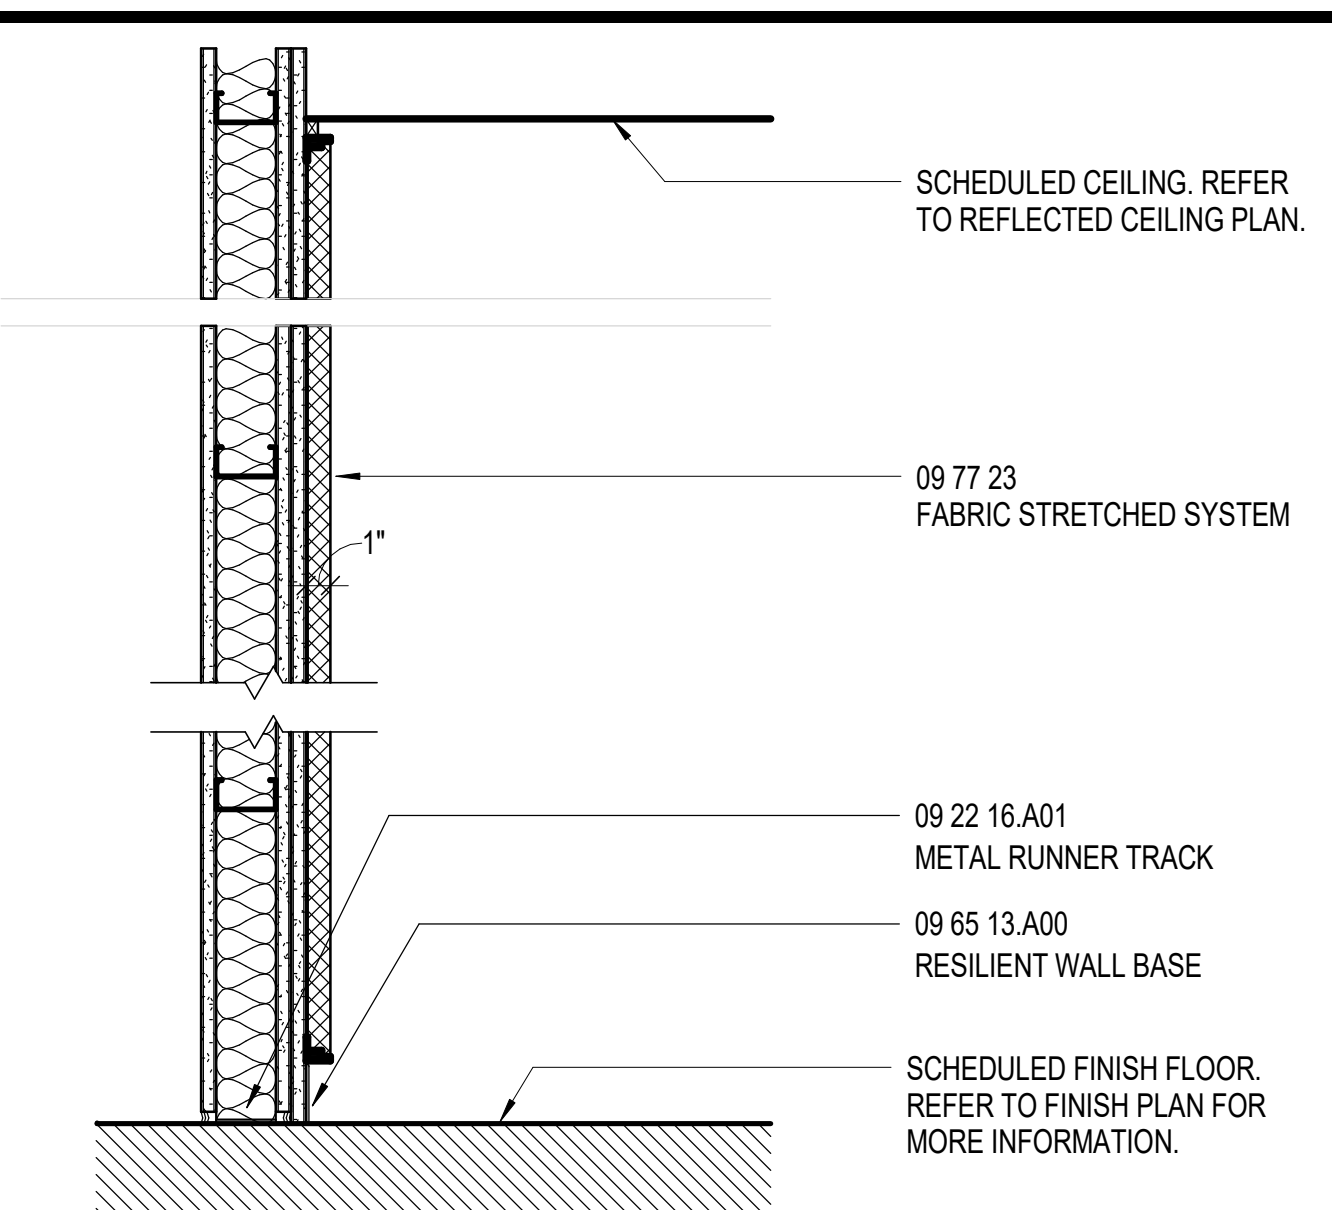 SCHEDULED CEILING. REFER
TO REFLECTED CEILING PLAN.
09 77 23
FABRIC STRETCHED SYSTEM
1"
09 22 16.A01
METAL RUNNER TRACK
09 65 13.A00
RESILIENT WALL BASE
SCHEDULED FINISH FLOOR.
REFER TO FINISH PLAN FOR
MORE INFORMATION.